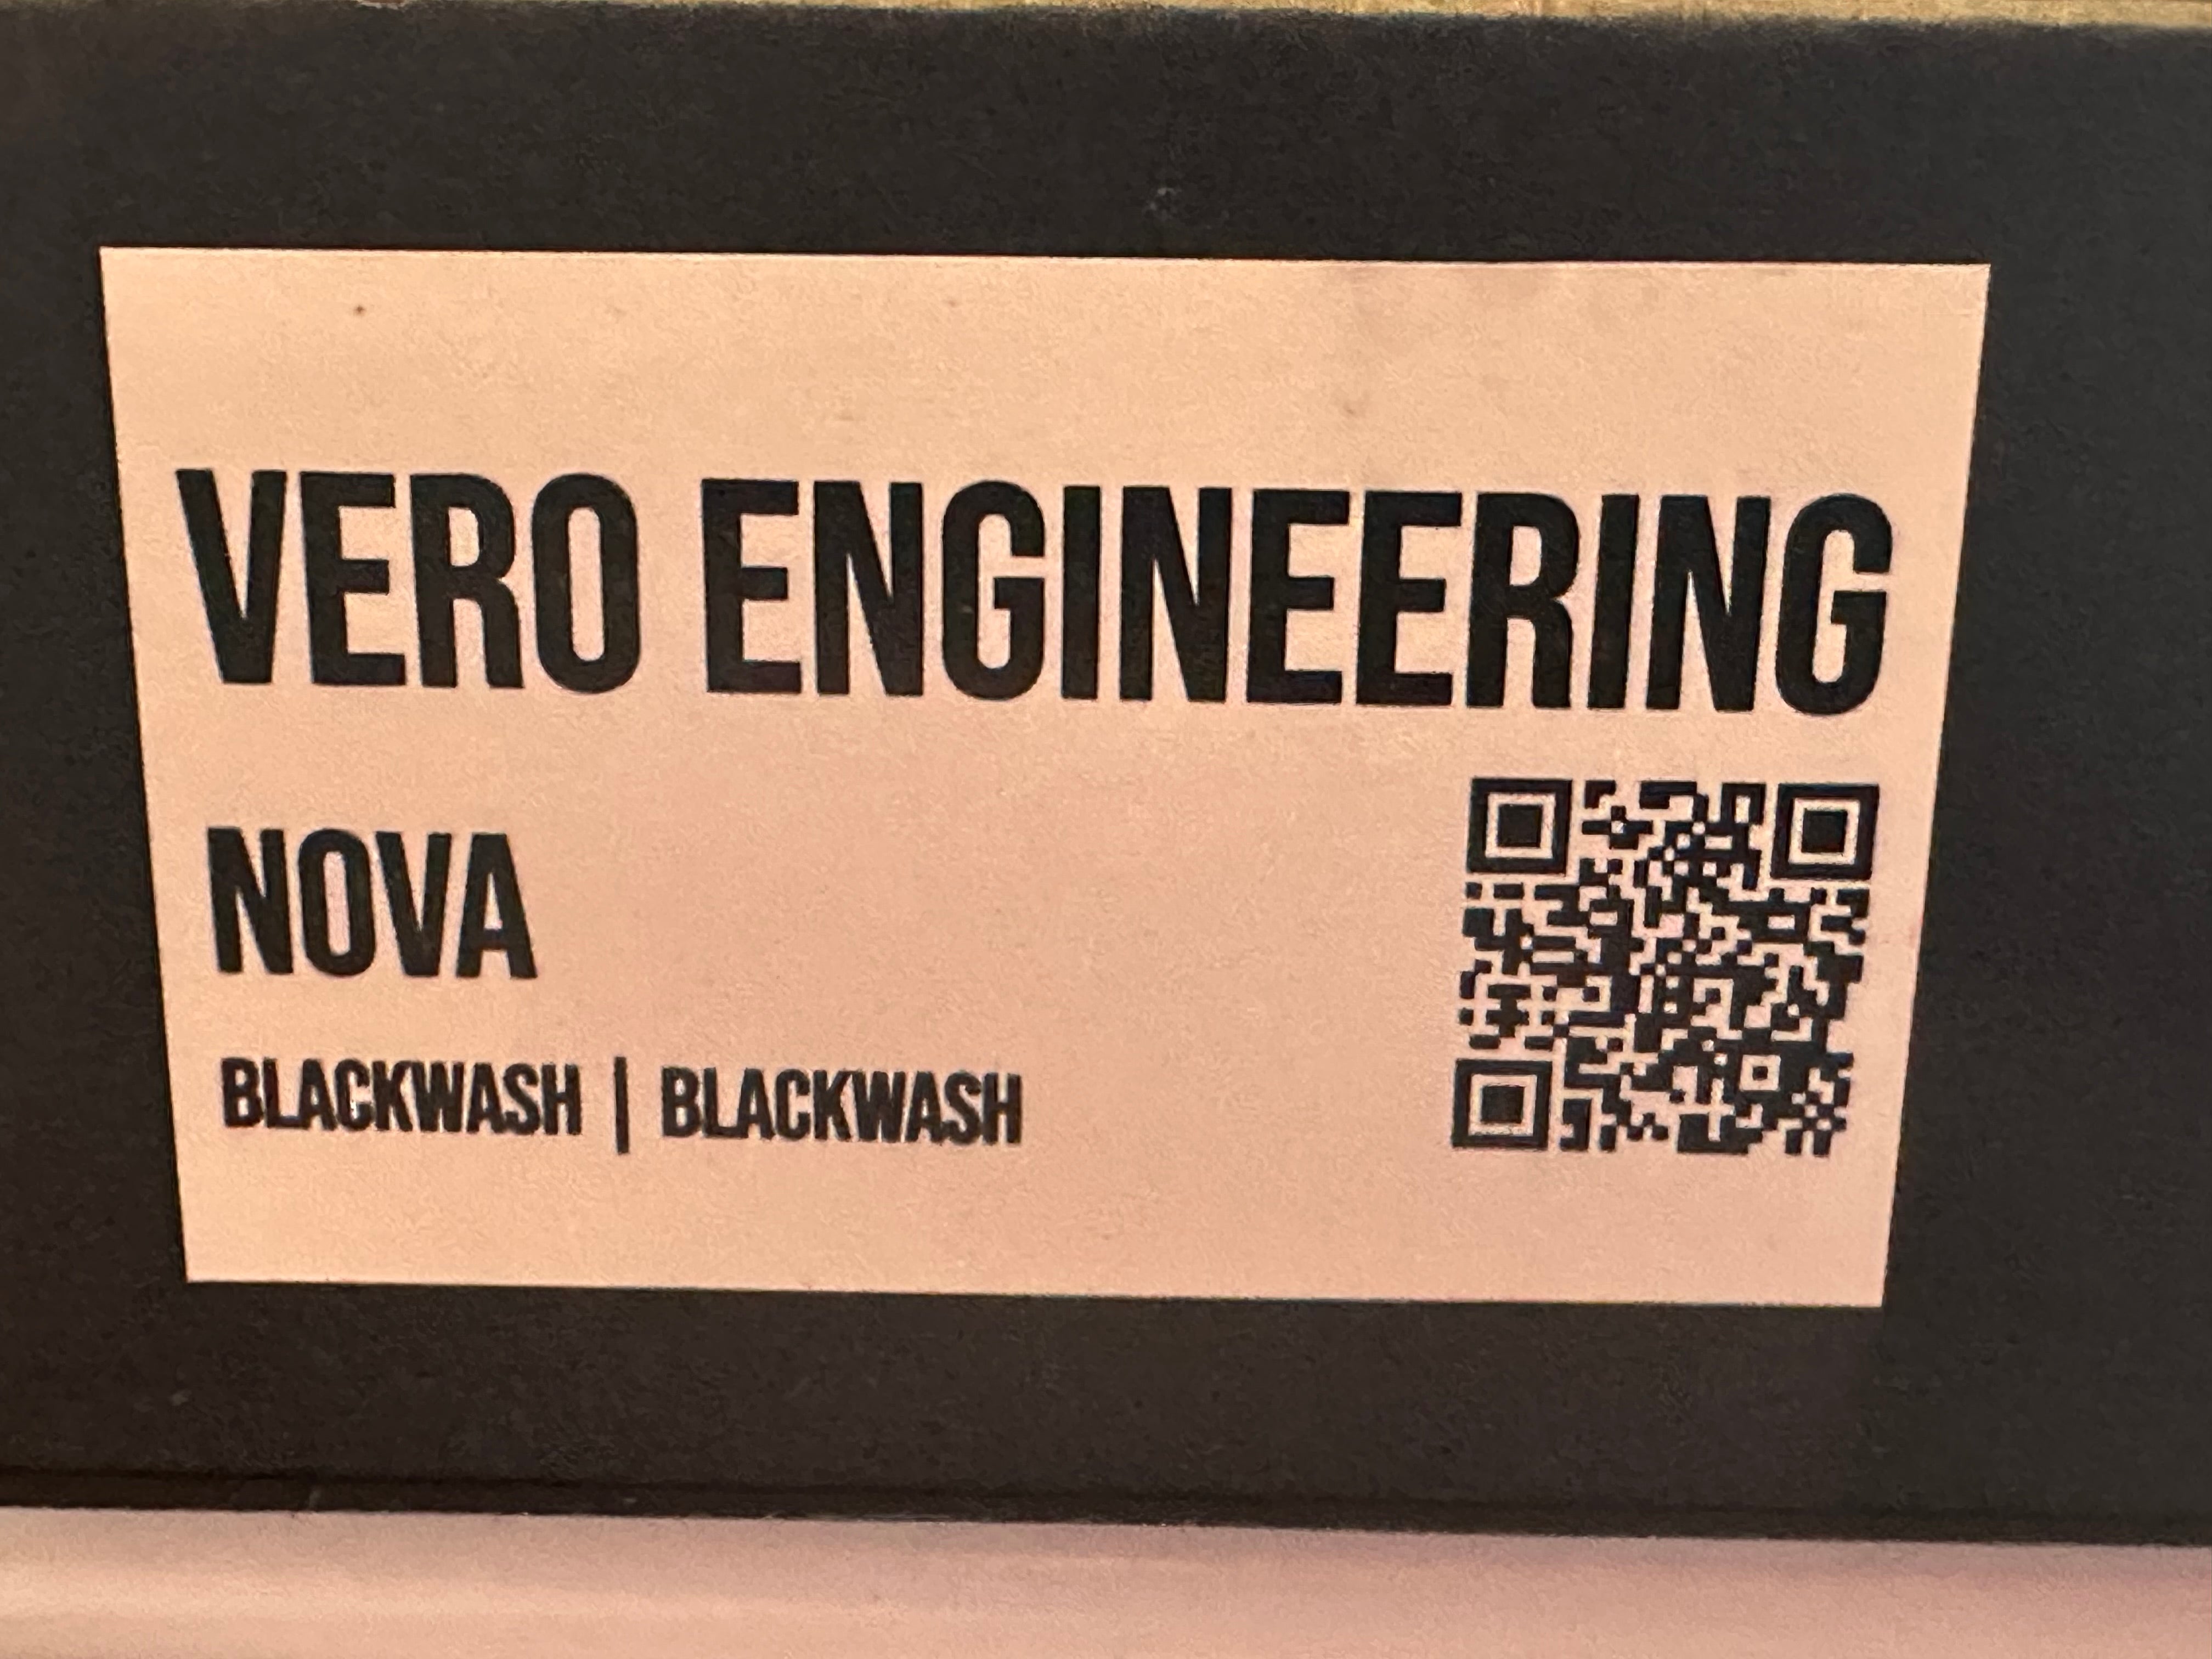 VERO ENGINEERING
NOVA
BLACKWASH | BLACKWASH